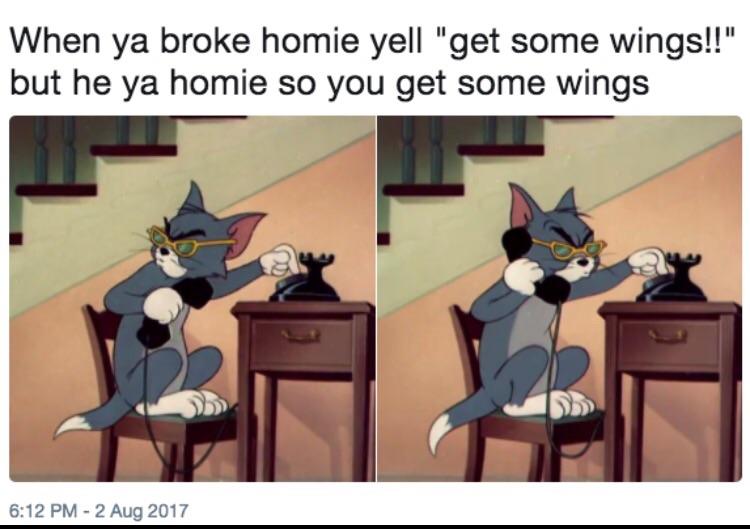 When ya broke homie yell "get some wings!!"
but he ya homie so you get some wings
6:12 PM - 2 Aug 2017